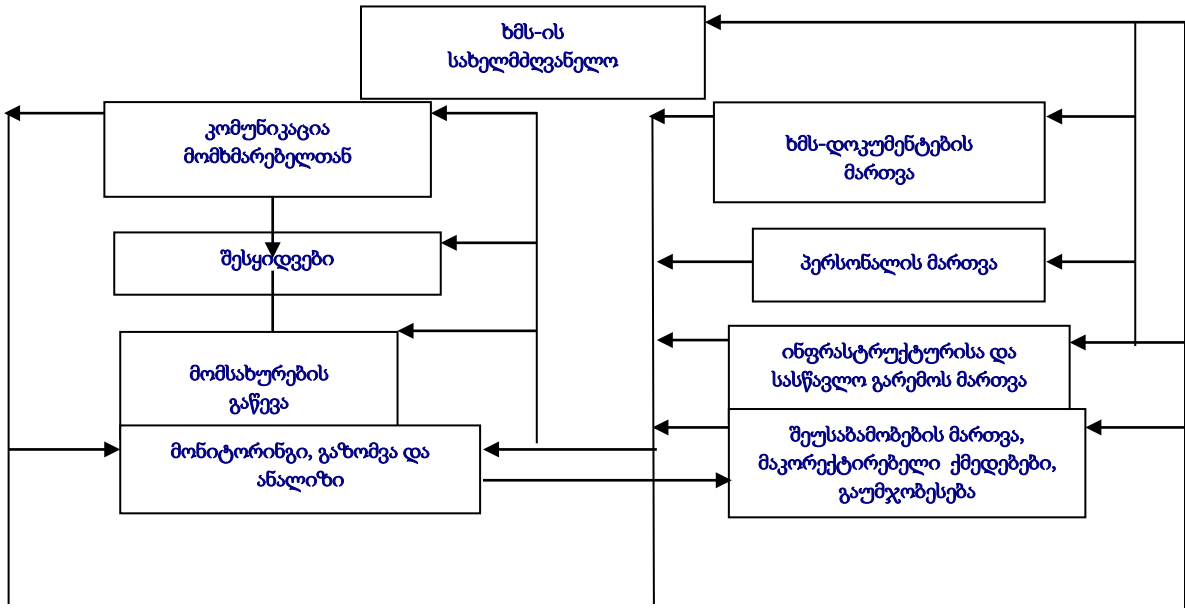 ხმს-ის
სახელმძღვანელო
კომუნიკაცია
მომხმარებელთან
ხმს-დოკუმენტების
მართვა
შესყიდვები
პერსონალის მართვა
მომსახურების
გაწევა
ინფრასტრუქტურისა და
სასწავლო გარემოს მართვა
მონიტორინგი, გაზომვა და
ანალიზი
შეუსაბამობების მართვა,
მაკორექტირებელი ქმედებები,
გაუმჯობესება